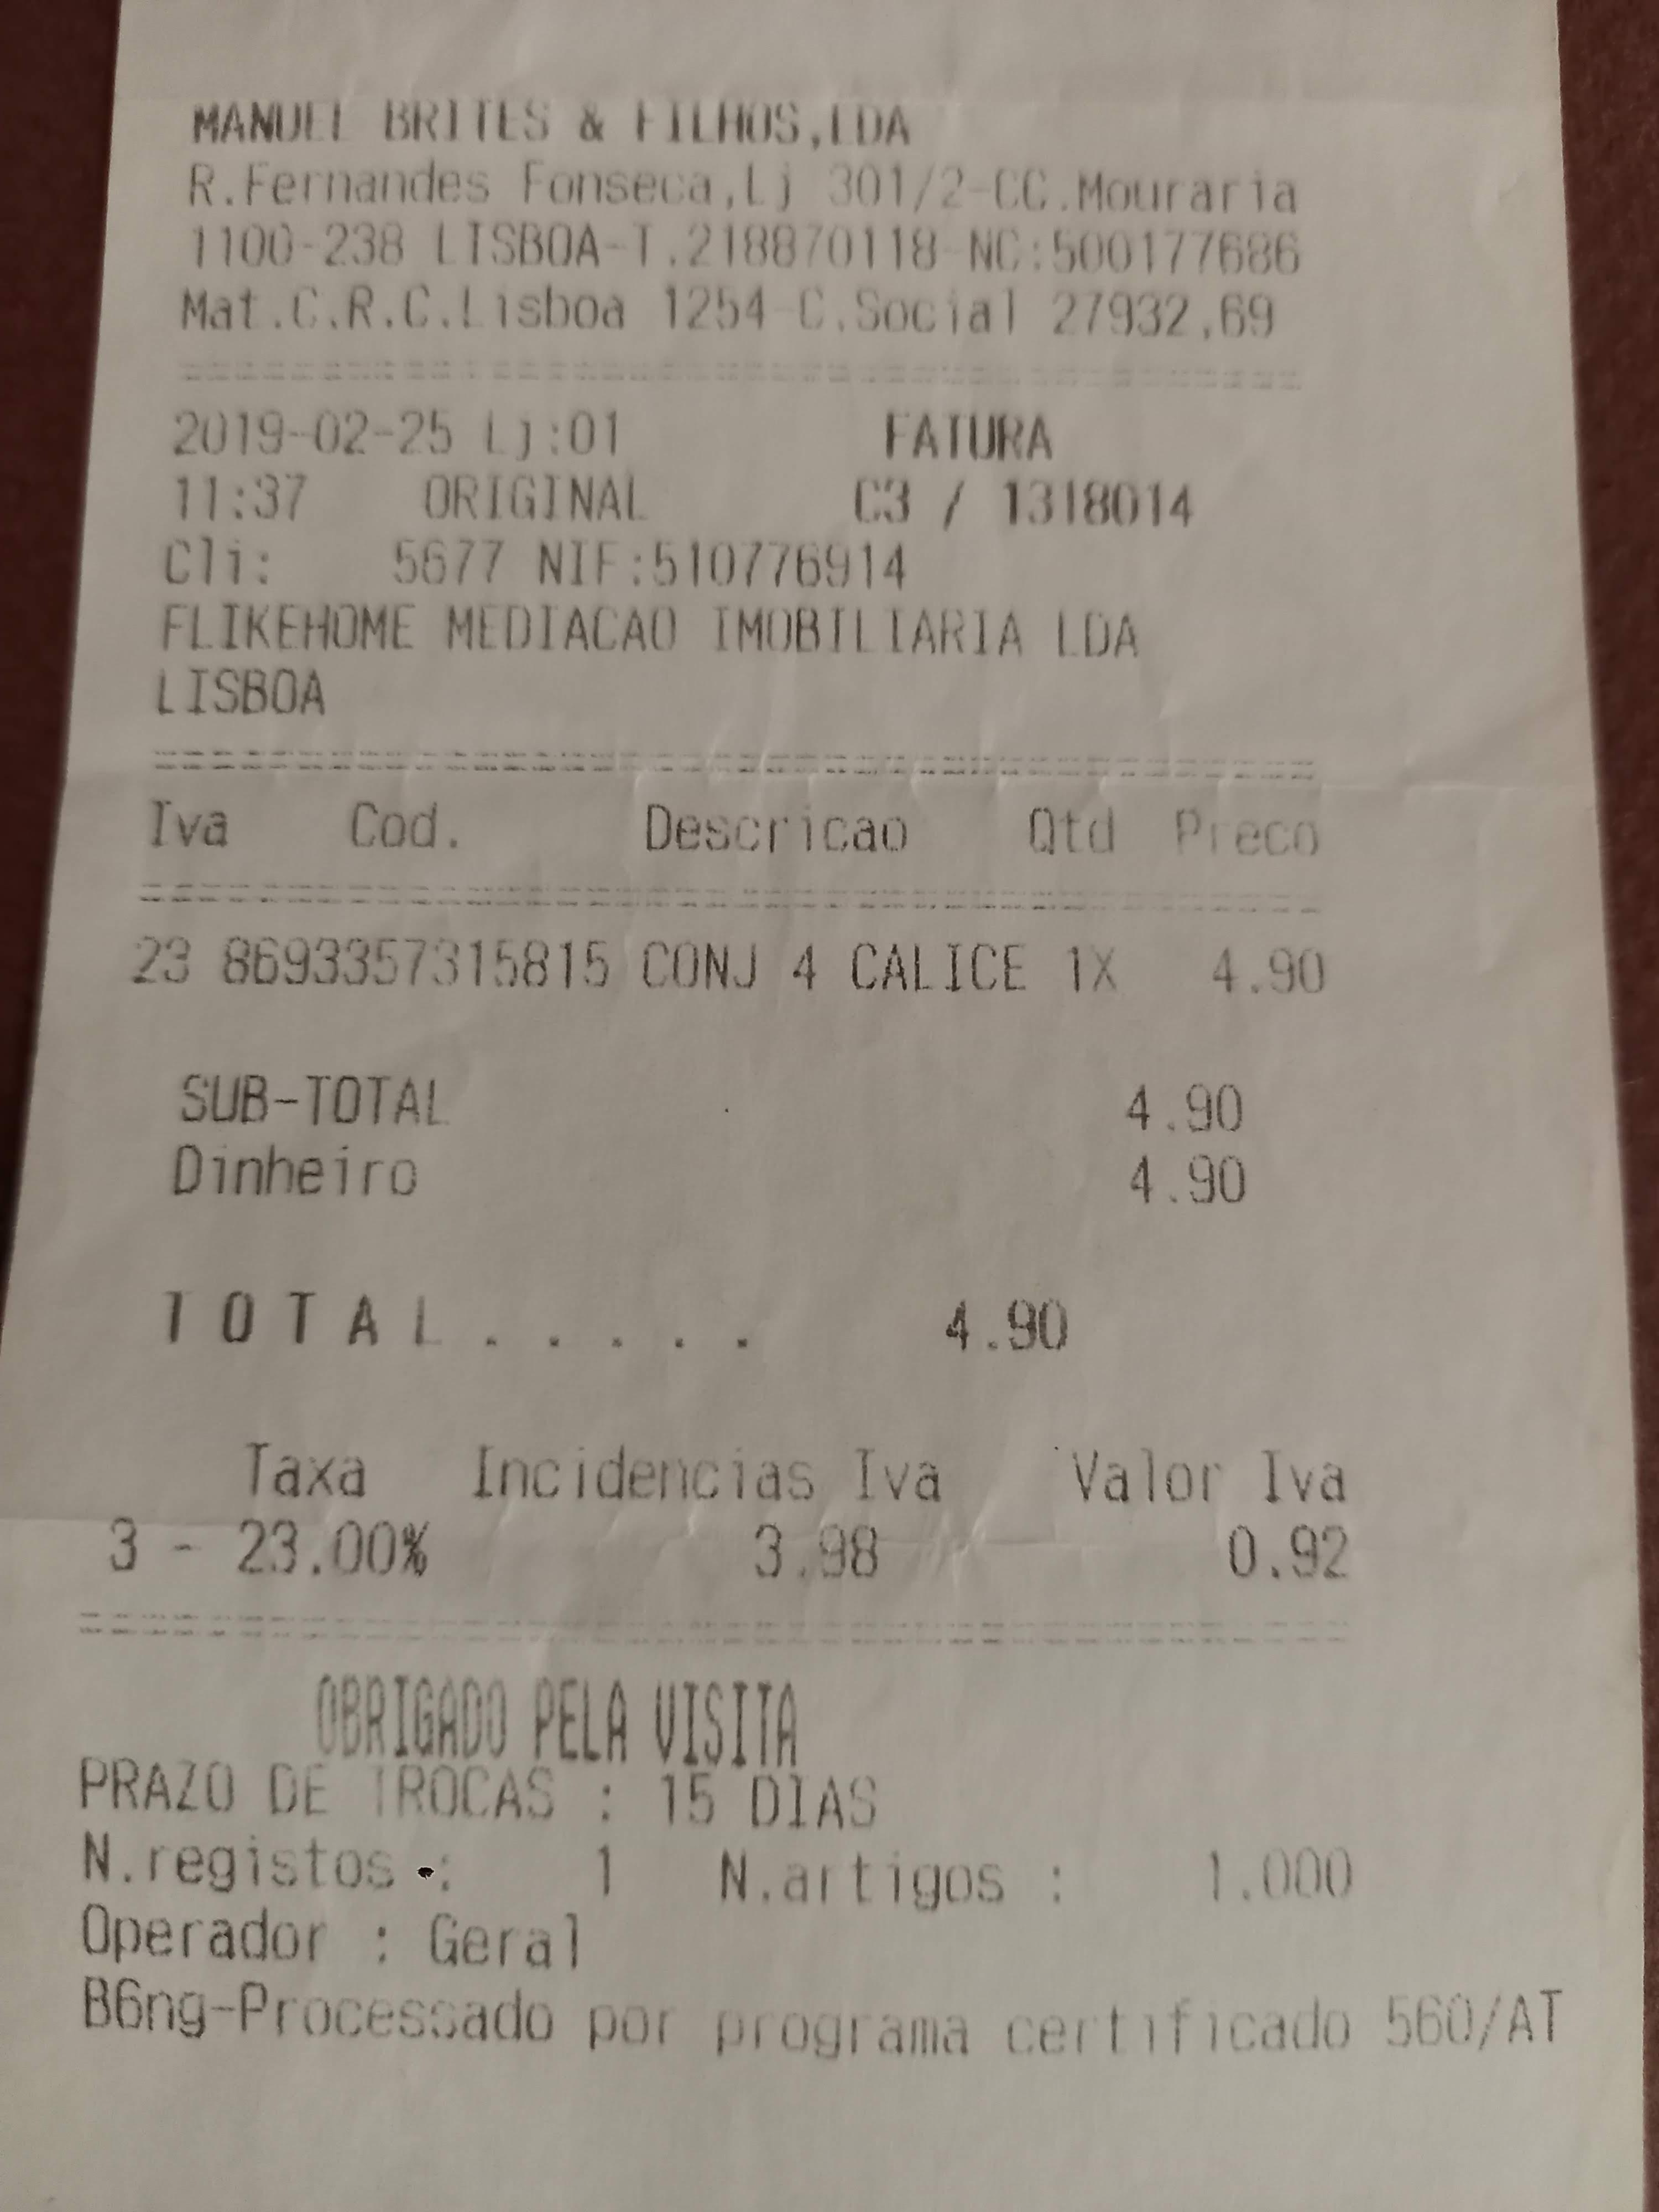 MANUEL BRITES & FILHOS,LDA
R.Fernandes Fonseca,Lj 301/2-CC.Mouraria
1100-238 LISBOA-T.218870118-NC:500177686
Mat.C.R.C.Lisboa 1254-C.Social 27932,69
2019-02-25 Lj:01 FATURA
11:37 ORIGINAL C3 / 1318014
Cli: 5677 NIF:510776914
FLIKEHOME MEDIACAO IMOBILIARIA LDA
LISBOA
Iva Cod. Descricao Qtd Preco
23 8693357315815 CONJ 4 CALICE 1X 4.90
SUB-TOTAL 4.90
Dinheiro 4.90
T O T A L . . . . . 4.90
Taxa Incidencias Iva Valor Iva
3 - 23.00% 3.98 0.92
OBRIGADO PELA VISITA
PRAZO DE TROCAS : 15 DIAS
N.registos : 1 N.artigos : 1.000
Operador : Geral
B6ng-Processado por programa certificado 560/AT